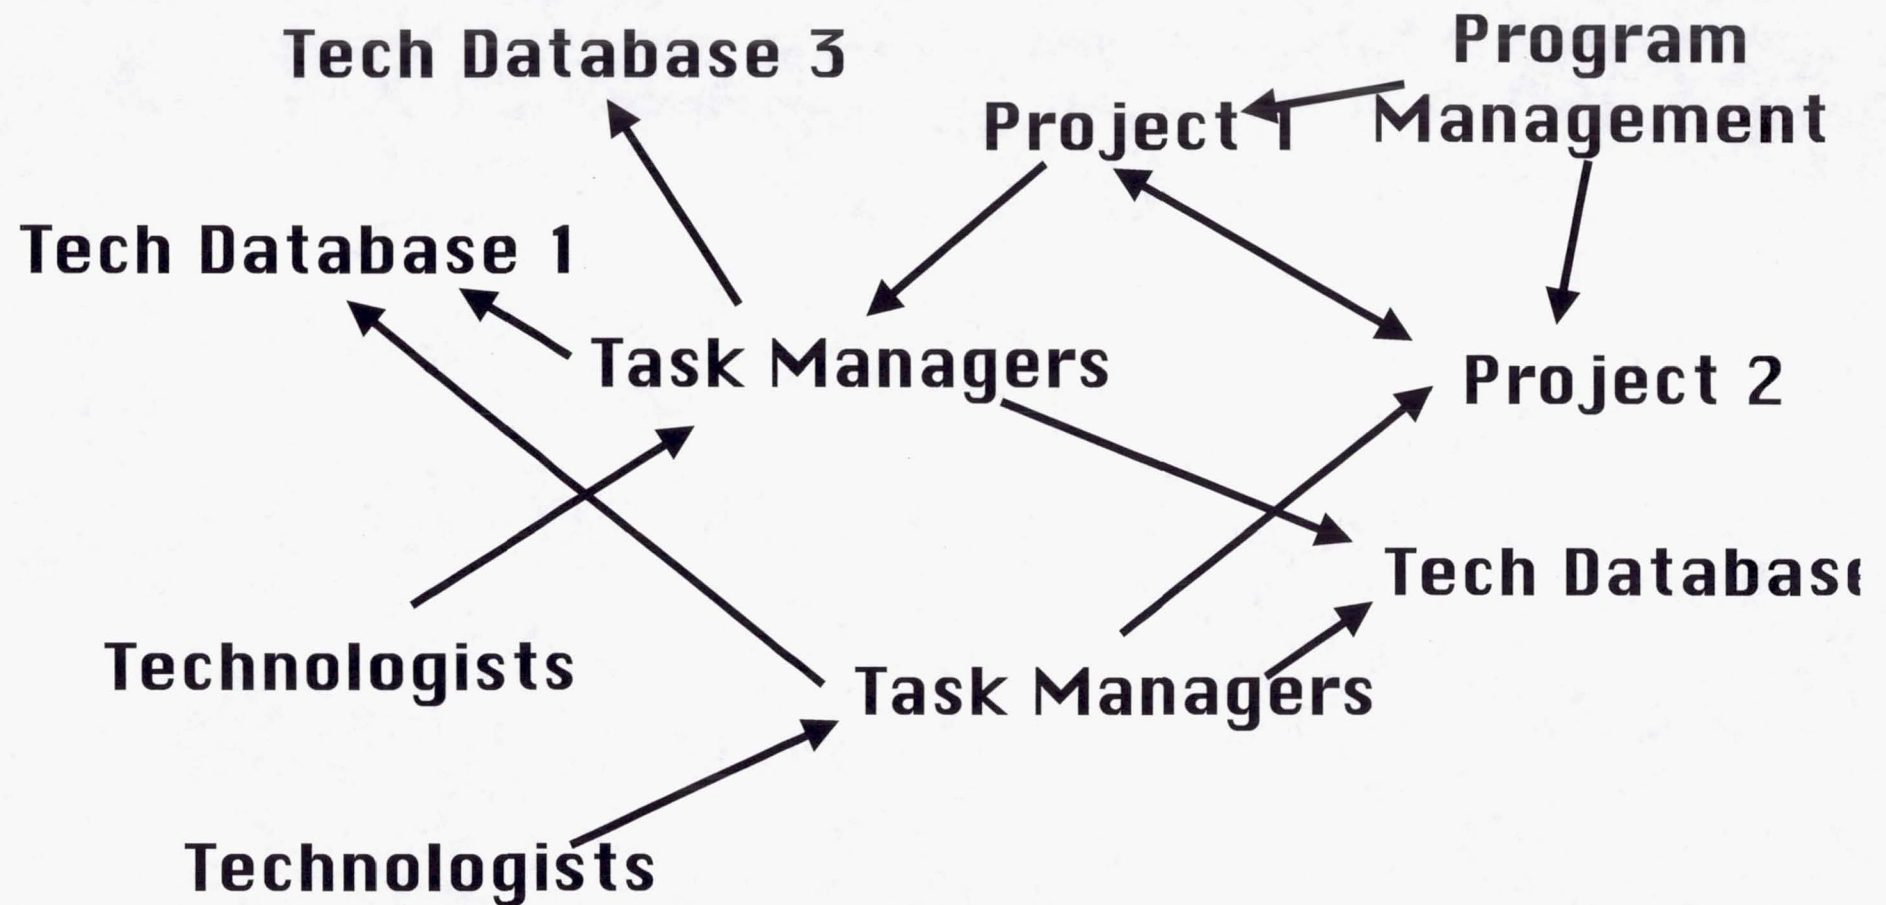 Tech Database 3
Program
Management
Project 1
Tech Database 1
Task Managers
Project 2
Tech Database
Technologists
Task Managers
Technologists